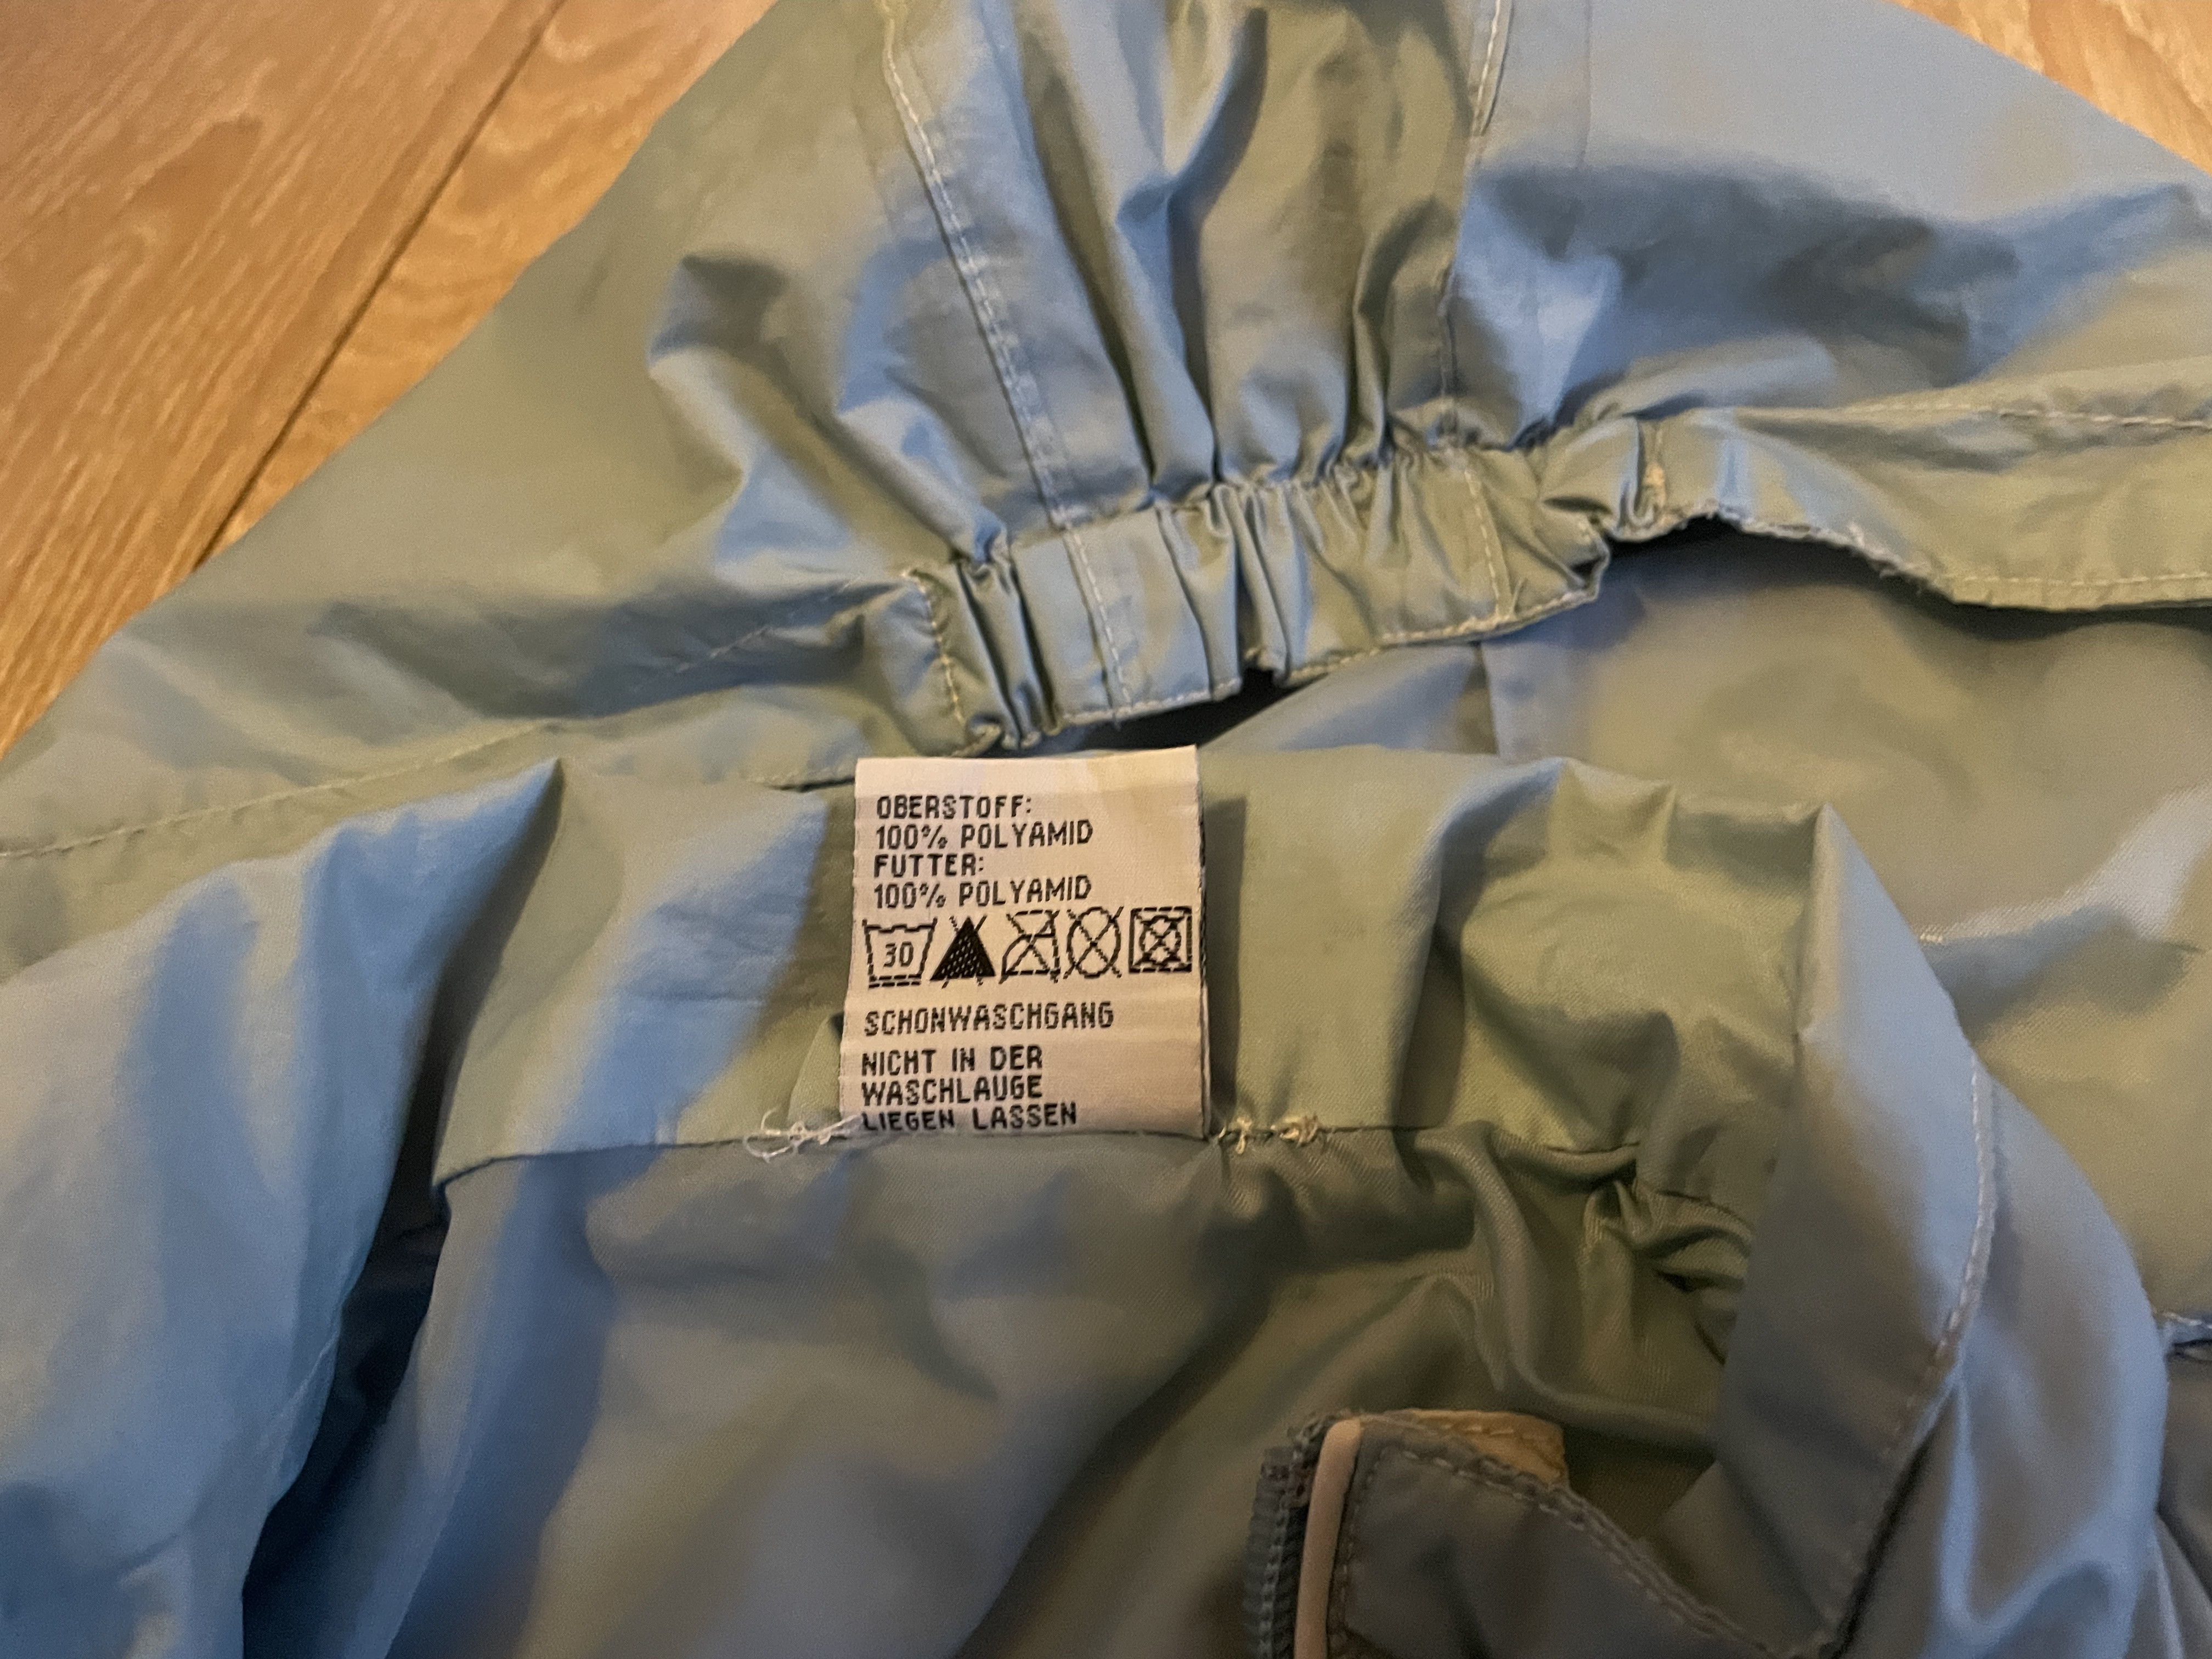 OBERSTOFF:
100% POLYAMID
FUTTER:
100% POLYAMID
30
SCHONWASCHGANG
NICHT IN DER
WASCHLAUGE
LIEGEN LASSEN